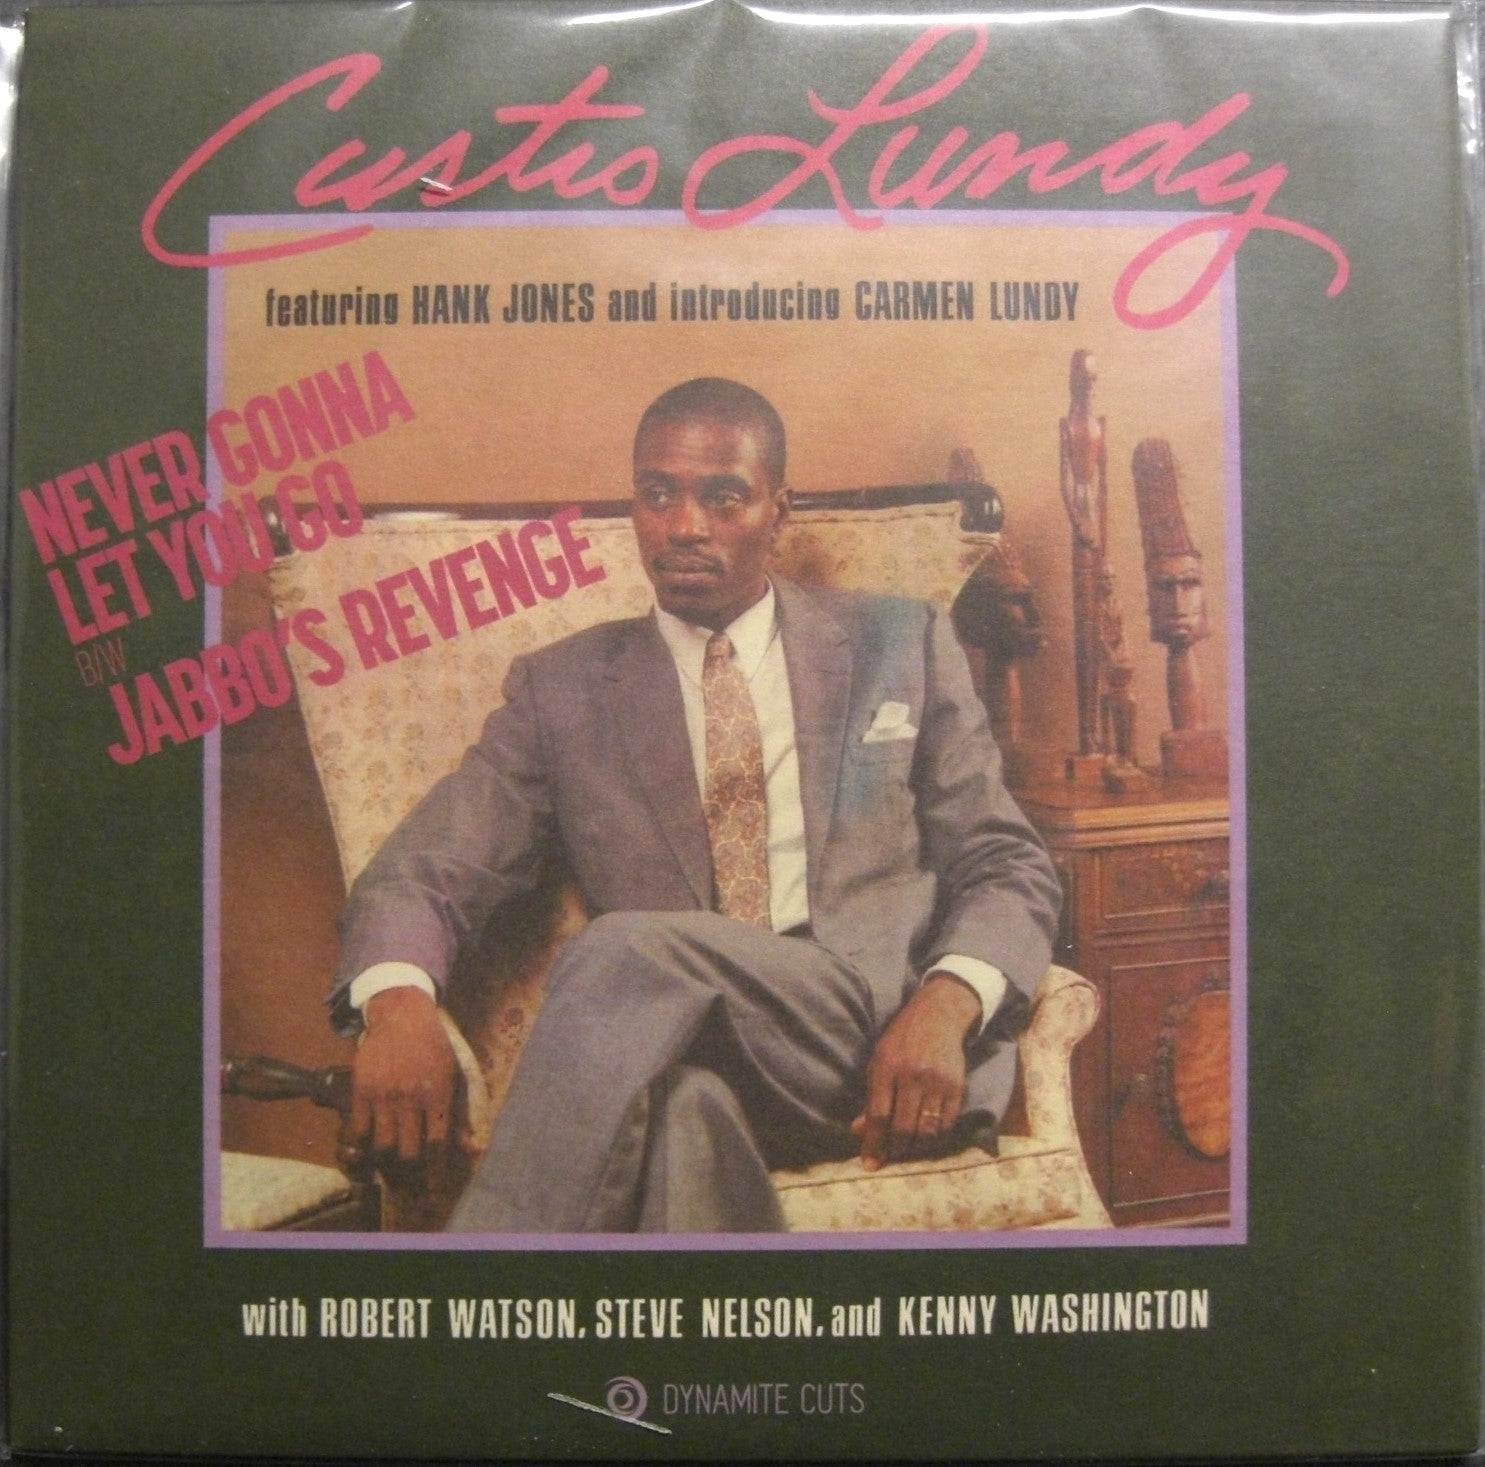 Curtis Lundy
featuring HANK JONES and introducing CARMEN LUNDY
NEVER GONNA
LET YOU GO
B/W
JABBO'S REVENGE
with ROBERT WATSON, STEVE NELSON, and KENNY WASHINGTON
DYNAMITE CUTS